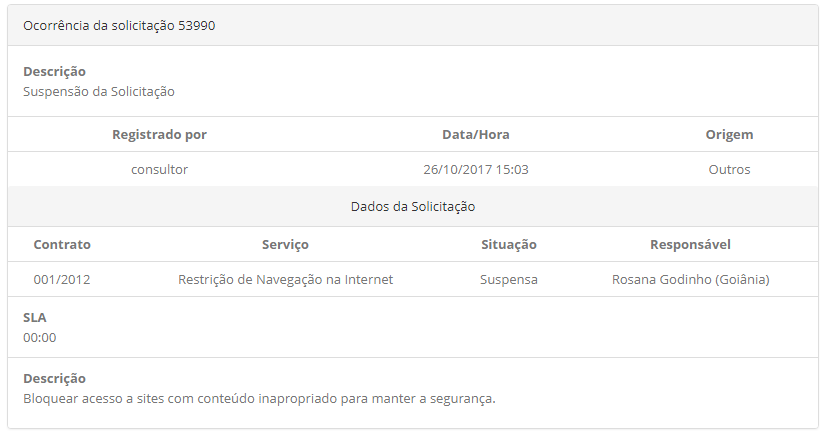 Ocorrência da solicitação 53990
Descrição
Suspensão da Solicitação
Registrado por Data/Hora Origem
consultor 26/10/2017 15:03 Outros
Dados da Solicitação
Contrato Serviço Situação Responsável
001/2012 Restrição de Navegação na Internet Suspensa Rosana Godinho (Goiânia)
SLA
00:00
Descrição
Bloquear acesso a sites com conteúdo inapropriado para manter a segurança.